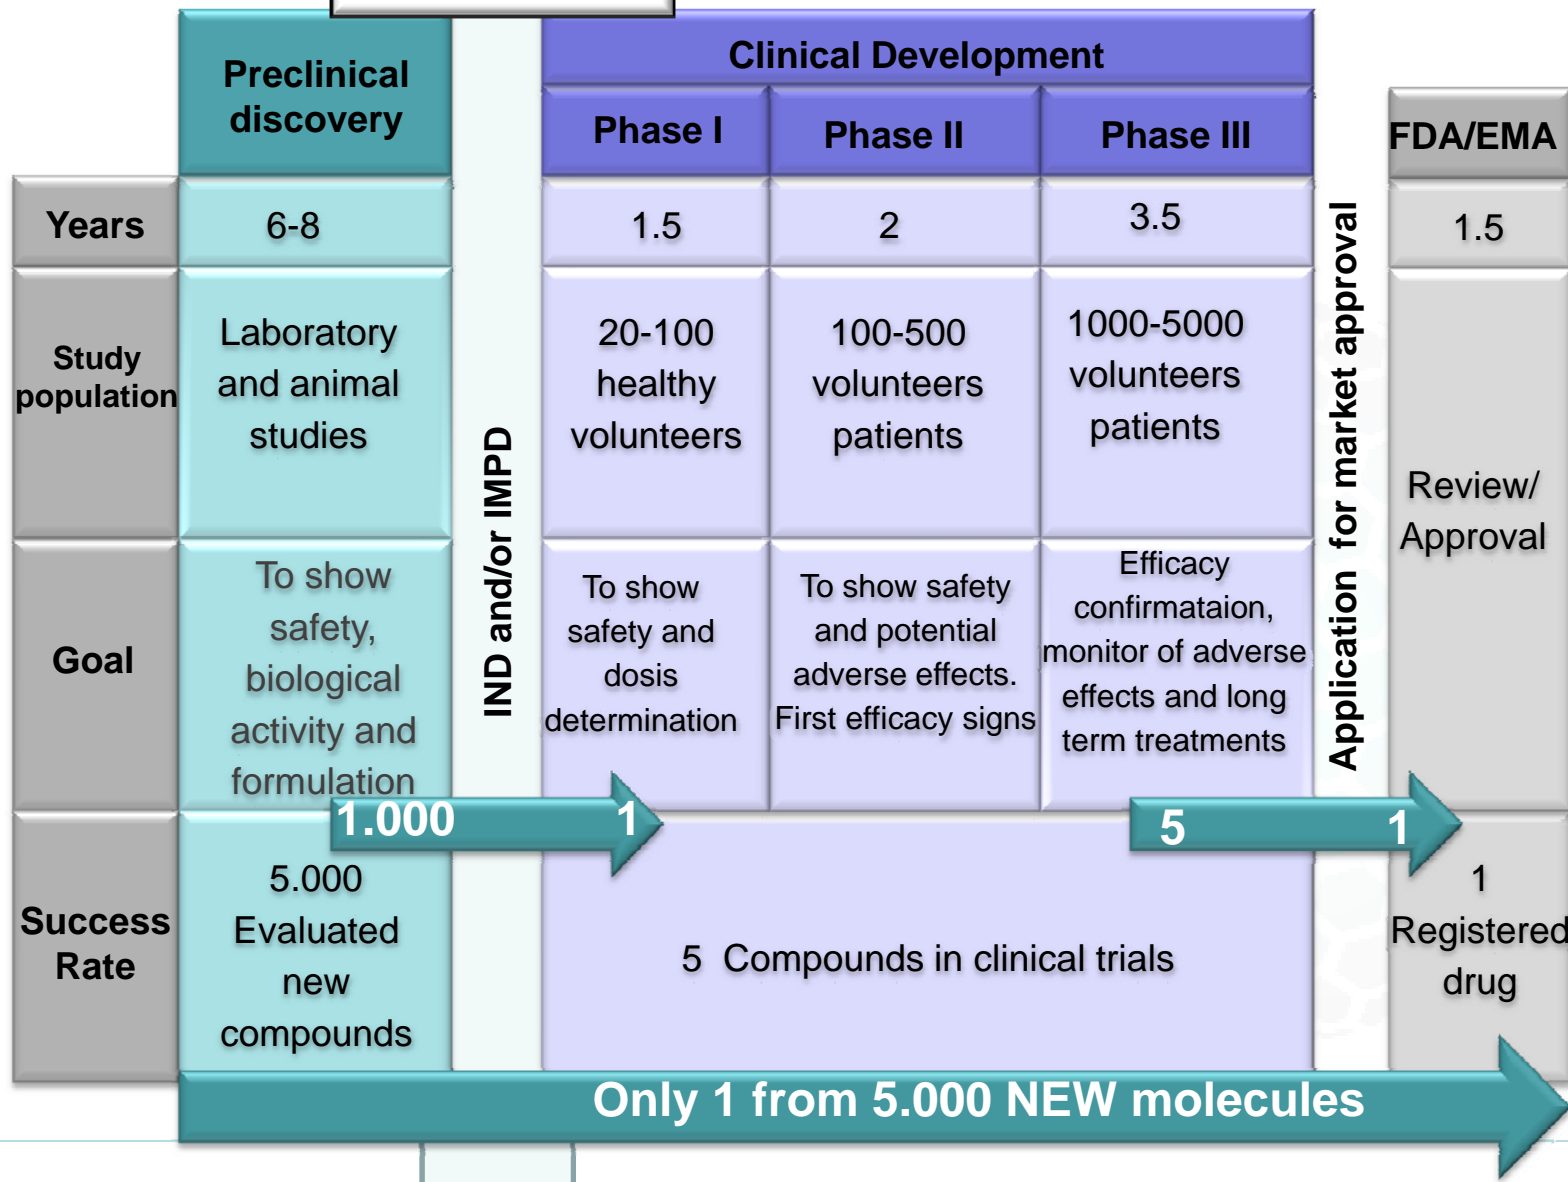 Preclinical
discovery
Clinical Development
Phase I
Phase II
Phase III
FDA/EMA
Years
6-8
1.5
2
3.5
1.5
Study
population
Laboratory
and animal
studies
IND and/or IMPD
20-100
healthy
volunteers
100-500
volunteers
patients
1000-5000
volunteers
patients
Application for market approval
Review/
Approval
Goal
To show
safety,
biological
activity and
formulation
To show
safety and
dosis
determination
To show safety
and potential
adverse effects.
First efficacy signs
Efficacy
confirmataion,
monitor of adverse
effects and long
term treatments
1.000
1
5
1
Success
Rate
5.000
Evaluated
new
compounds
5 Compounds in clinical trials
1
Registered
drug
Only 1 from 5.000 NEW molecules